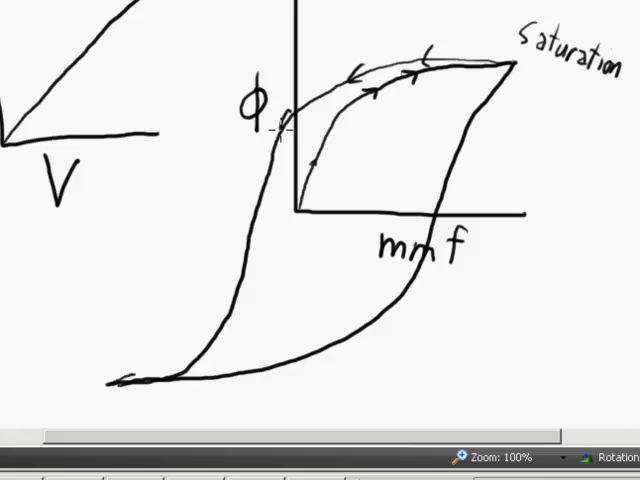 saturation
ϕ
V
mmf
Zoom: 100%
Rotation